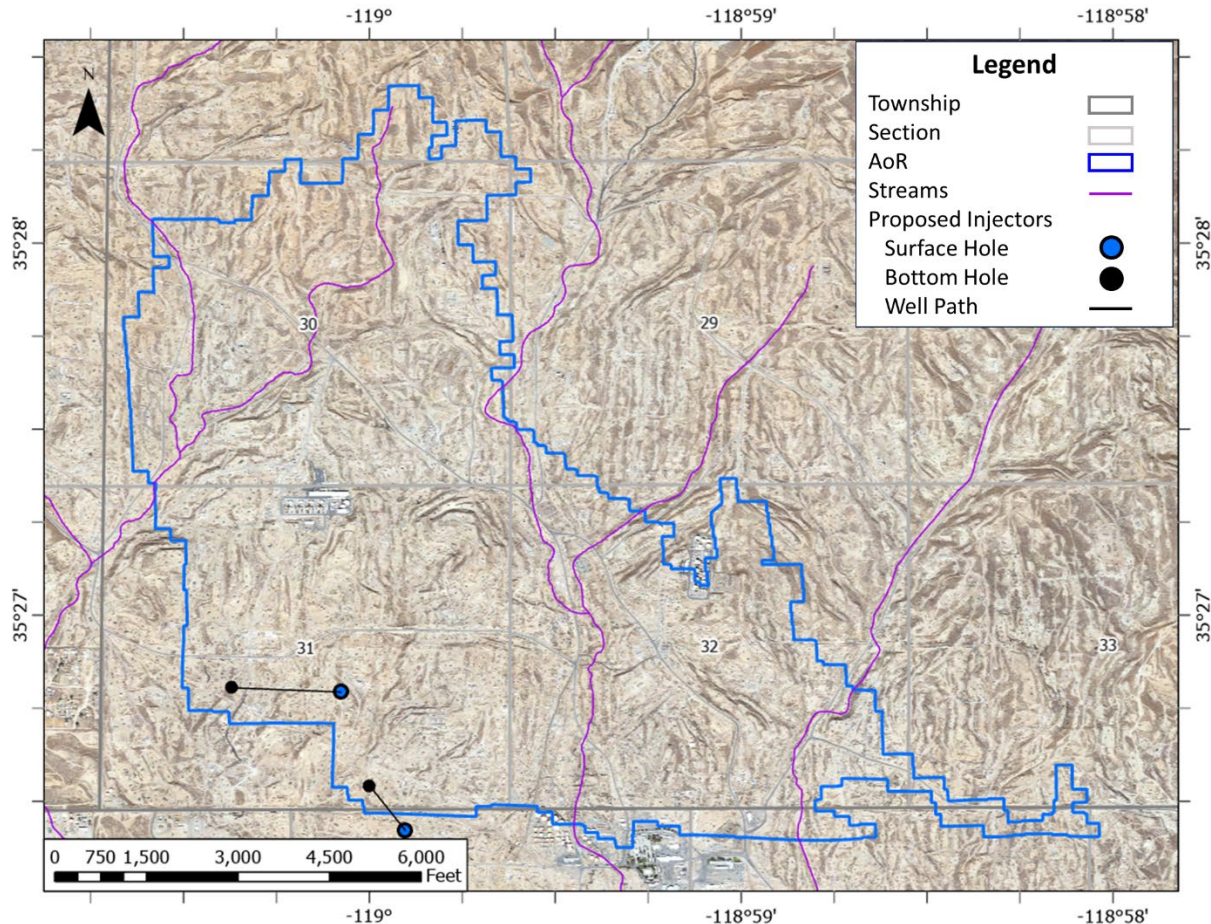 -119°
-118°59'
-118°58'
N
Legend
Township
Section
AoR
Streams
Proposed Injectors
Surface Hole
Bottom Hole
Well Path
35°28'
35°28'
30
29
35°27'
35°27'
31
32
33
0 750 1,500 3,000 4,500 6,000
Feet
-119°
-118°59'
-118°58'